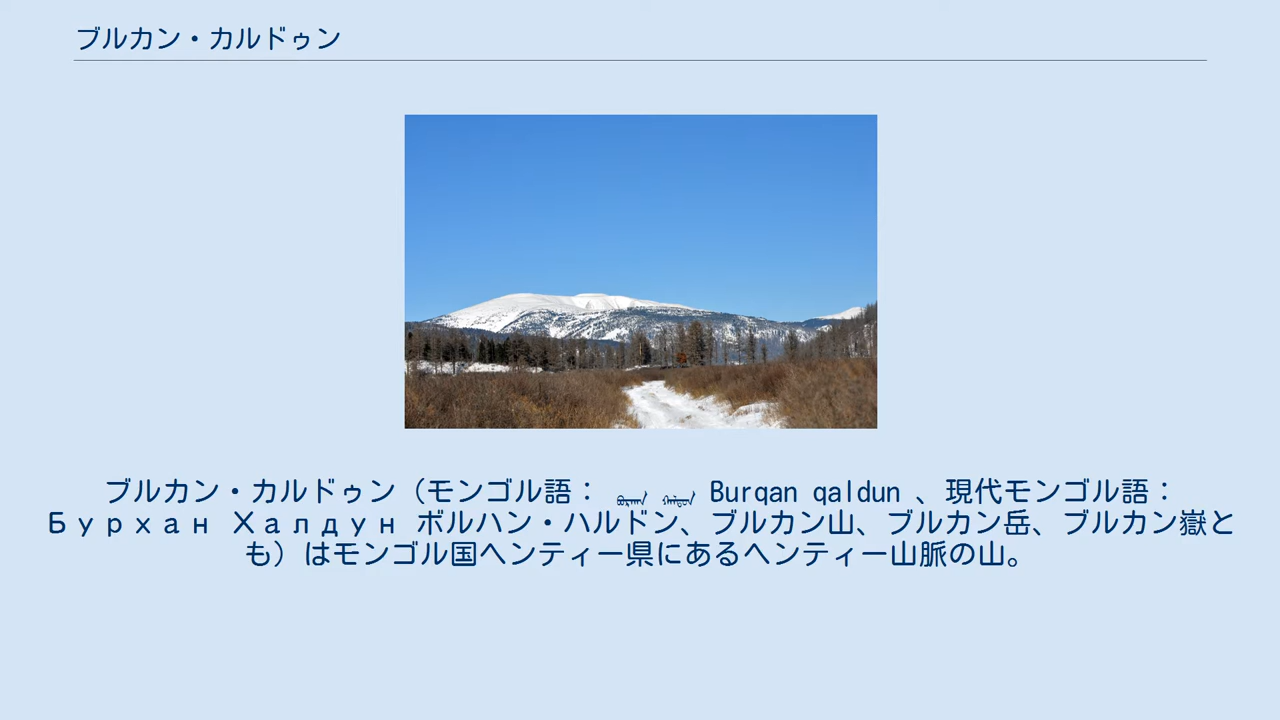 ブルカン・カルドゥン
ブルカン・カルドゥン（モンゴル語： Burqan qaldun 、現代モンゴル語：
Бурхан Халдун ボルハン・ハルドン、ブルカン山、ブルカン岳、ブルカン嶽と
も）はモンゴル国ヘンティー県にあるヘンティー山脈の山。